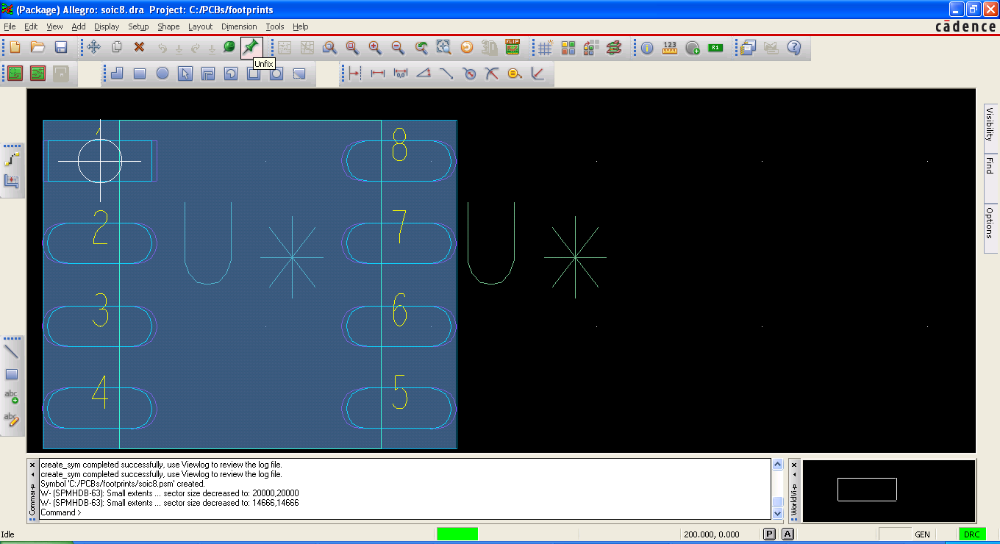 (Package) Allegro: soic8.dra  Project: C:/PCBs/footprints
File Edit View Add Display Setup Shape Layout Dimension Tools Help
cādence
FLIP
123
R1
3D
Unfix
0,0
Visibility
Find
Options
1
8
2
7
U*
U*
3
6
4
5
abc
abc
create_sym completed successfully, use Viewlog to review the log file.
create_sym completed successfully, use Viewlog to review the log file.
Symbol 'C:/PCBs/footprints/soic8.psm' created.
W- (SPMHDB-63): Small extents ... sector size decreased to: 20000,20000
W- (SPMHDB-63): Small extents ... sector size decreased to: 14666,14666
Command >
Idle
200.000, 0.000
P
A
GEN
DRC